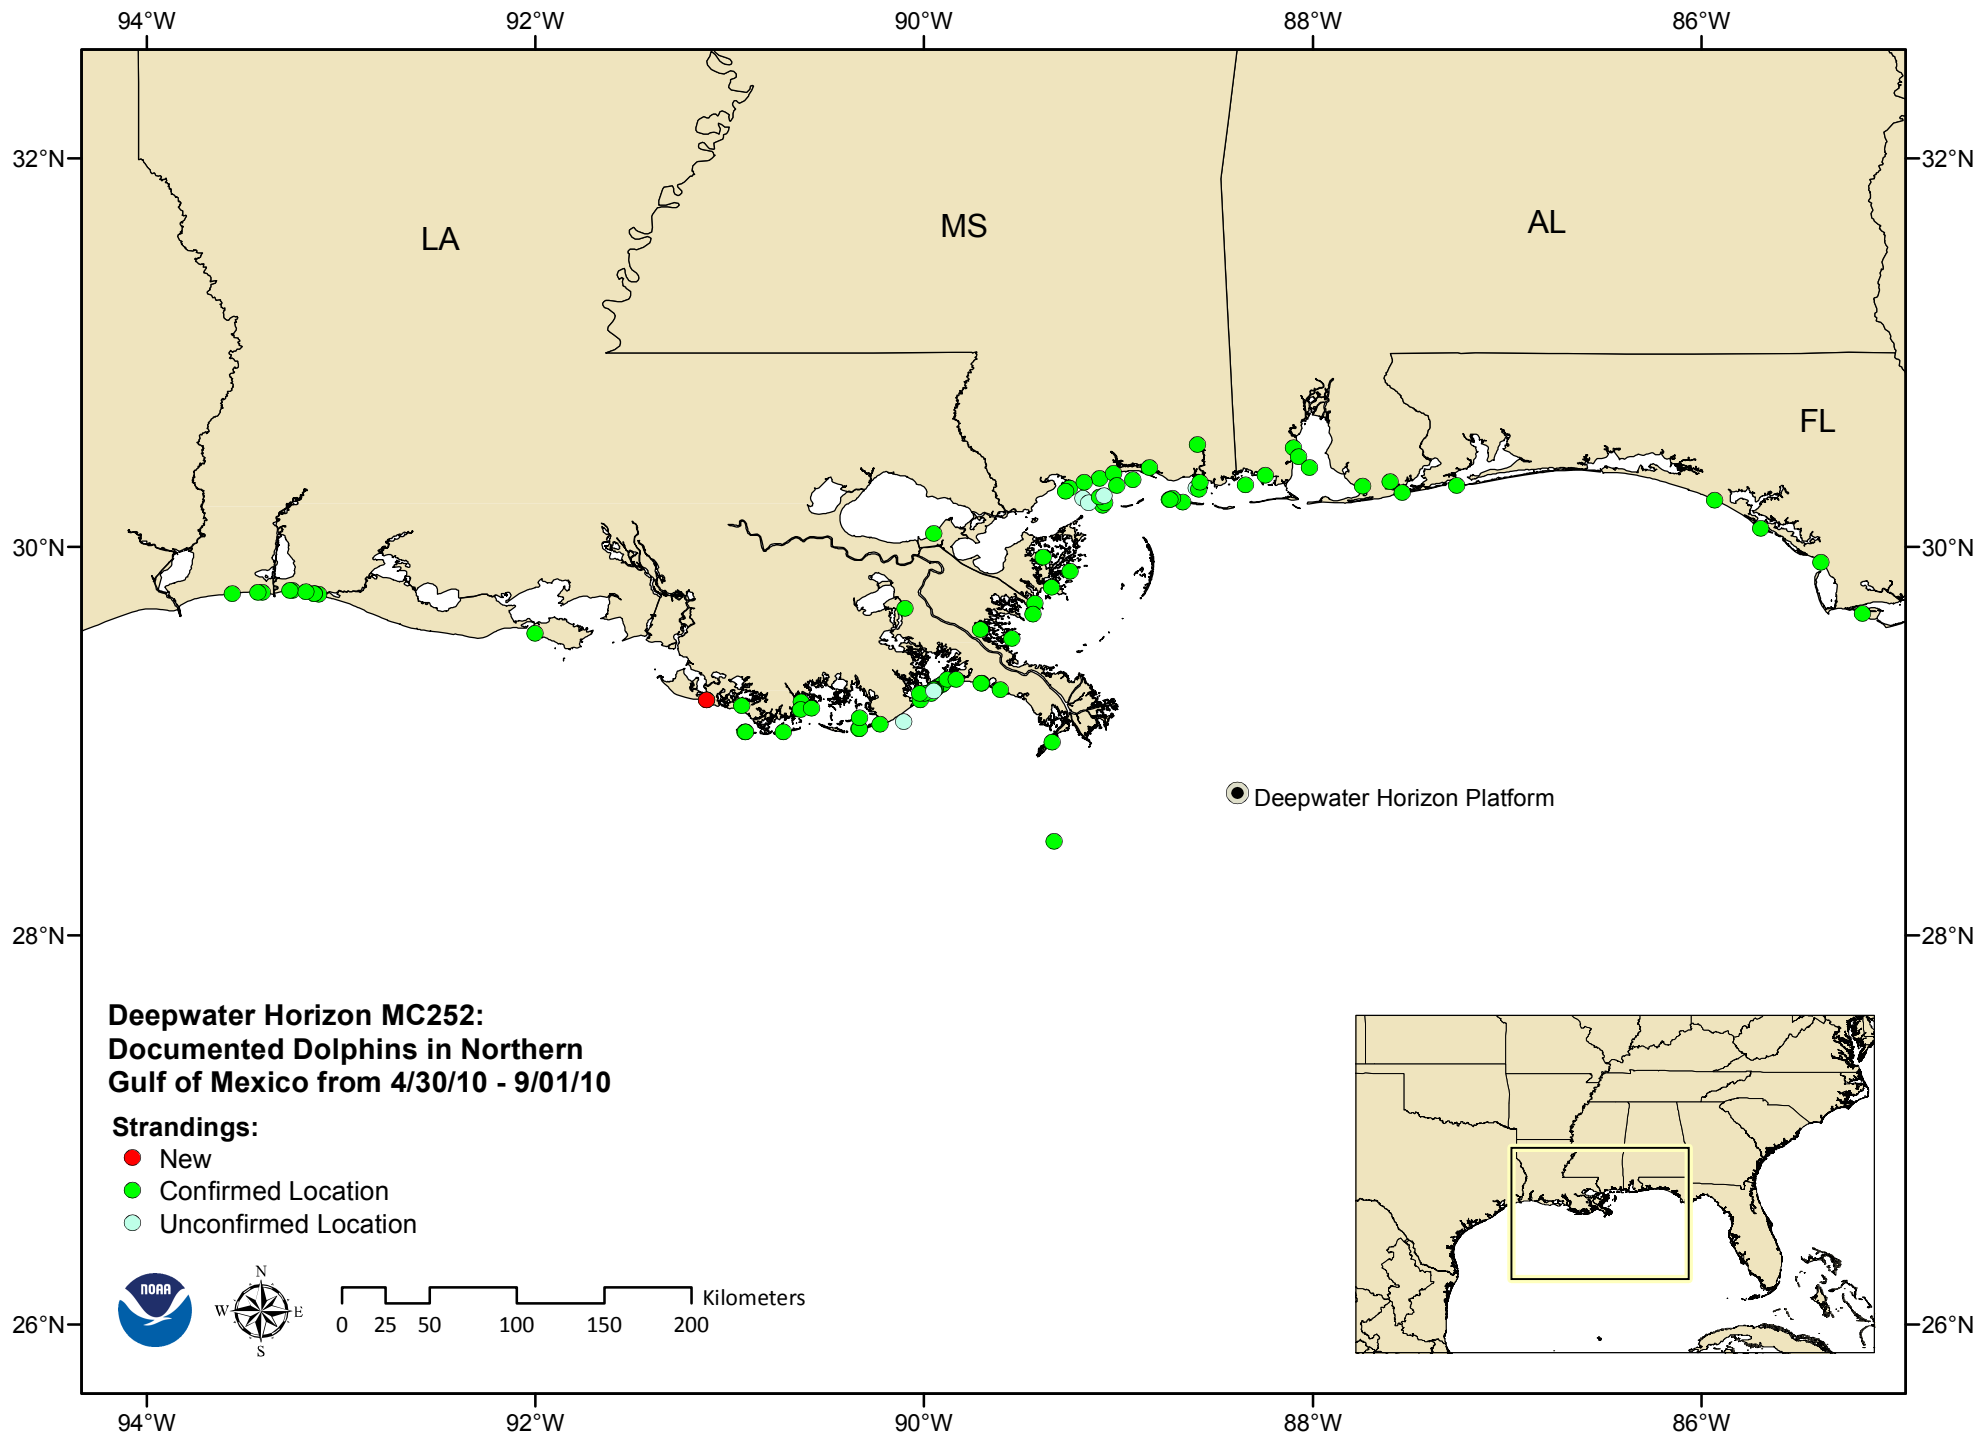 94°W 92°W 90°W 88°W 86°W
32°N 32°N
LA MS AL
FL
30°N 30°N
Deepwater Horizon Platform
28°N 28°N
Deepwater Horizon MC252:
Documented Dolphins in Northern
Gulf of Mexico from 4/30/10 - 9/01/10
Strandings:
New
Confirmed Location
Unconfirmed Location
NOAA
N
W E
S
Kilometers
0 25 50 100 150 200
26°N 26°N
94°W 92°W 90°W 88°W 86°W